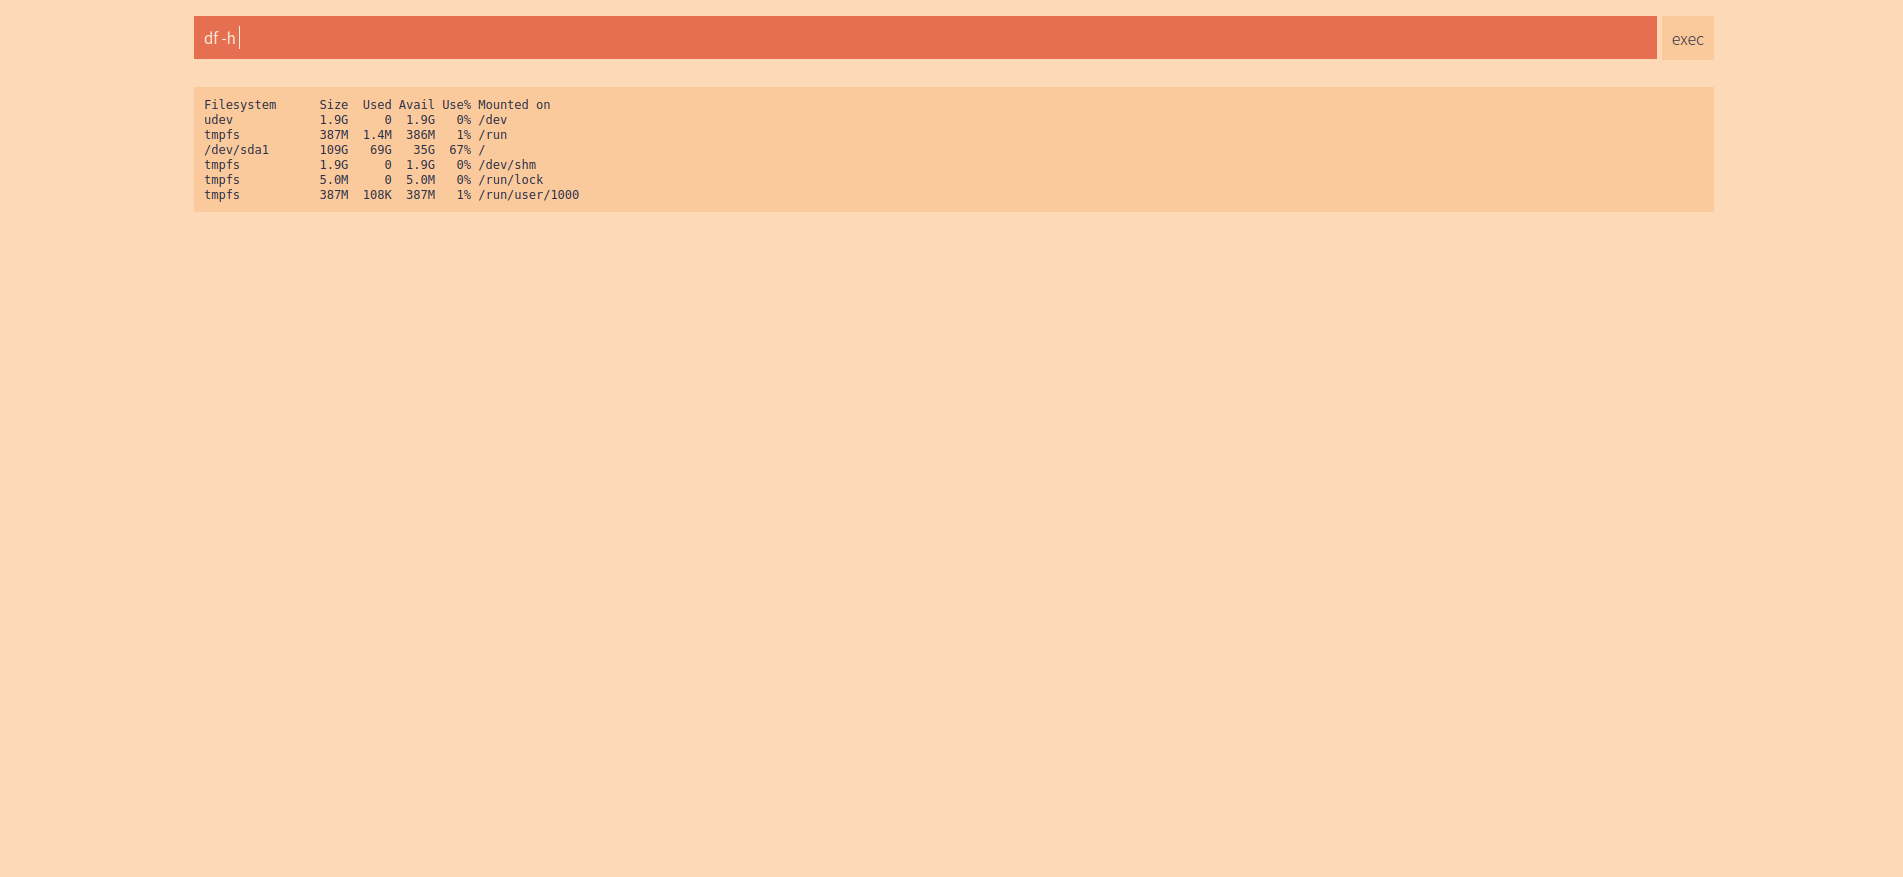 df -h
exec
Filesystem      Size  Used Avail Use% Mounted on
udev            1.9G     0  1.9G   0% /dev
tmpfs           387M  1.4M  386M   1% /run
/dev/sda1       109G   69G   35G  67% /
tmpfs           1.9G     0  1.9G   0% /dev/shm
tmpfs           5.0M     0  5.0M   0% /run/lock
tmpfs           387M  108K  387M   1% /run/user/1000